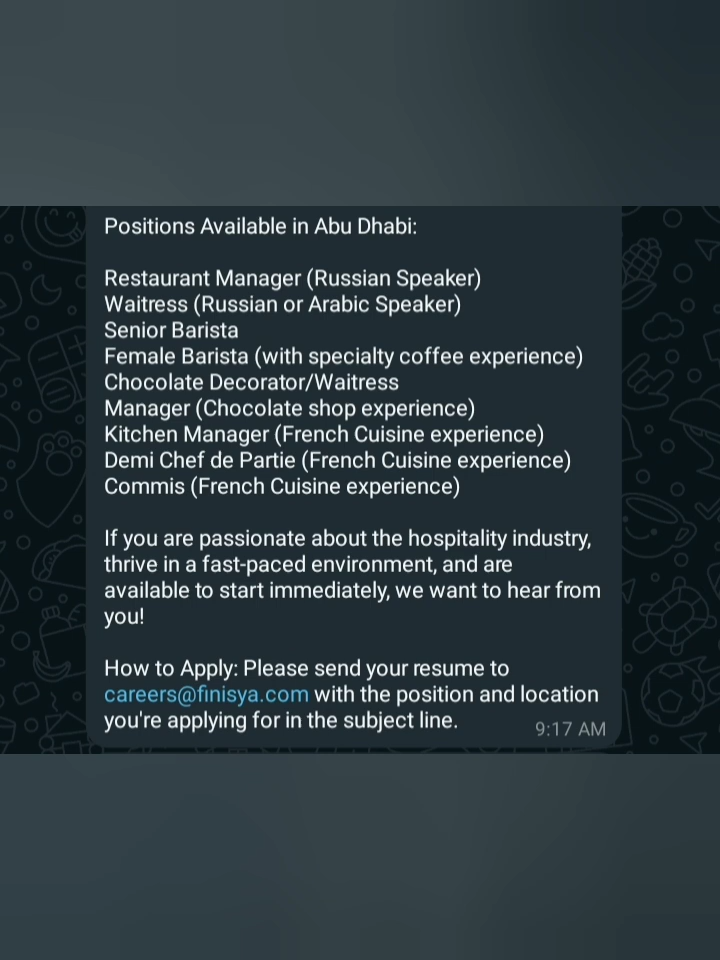 Positions Available in Abu Dhabi:
Restaurant Manager (Russian Speaker)
Waitress (Russian or Arabic Speaker)
Senior Barista
Female Barista (with specialty coffee experience)
Chocolate Decorator/Waitress
Manager (Chocolate shop experience)
Kitchen Manager (French Cuisine experience)
Demi Chef de Partie (French Cuisine experience)
Commis (French Cuisine experience)
If you are passionate about the hospitality industry,
thrive in a fast-paced environment, and are
available to start immediately, we want to hear from
you!
How to Apply: Please send your resume to
careers@finisya.com with the position and location
you're applying for in the subject line.
9:17 AM